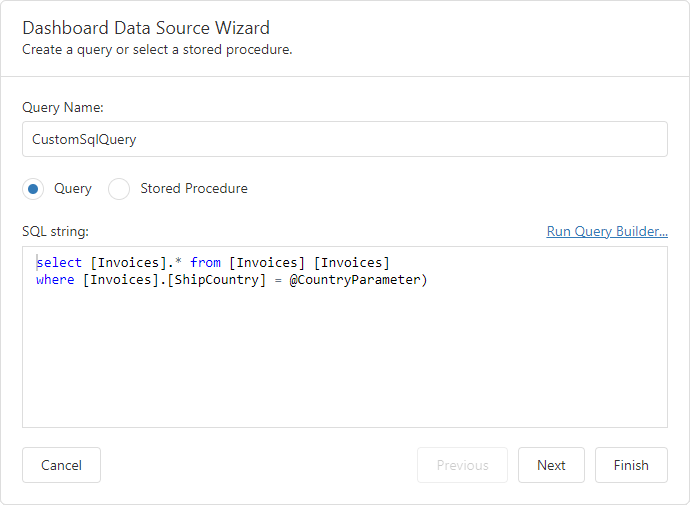 Dashboard Data Source Wizard
Create a query or select a stored procedure.
Query Name:
CustomSqlQuery
Query Stored Procedure
SQL string: Run Query Builder...
select [Invoices].* from [Invoices] [Invoices]
where [Invoices].[ShipCountry] = @CountryParameter)
Cancel Previous Next Finish